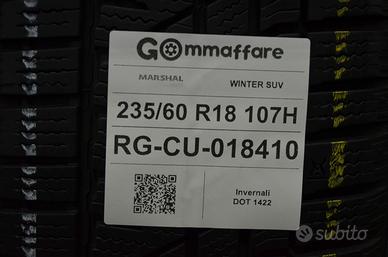 GOmmaffare
MARSHAL WINTER SUV
235/60 R18 107H
RG-CU-018410
Invernali
DOT 1422
subito